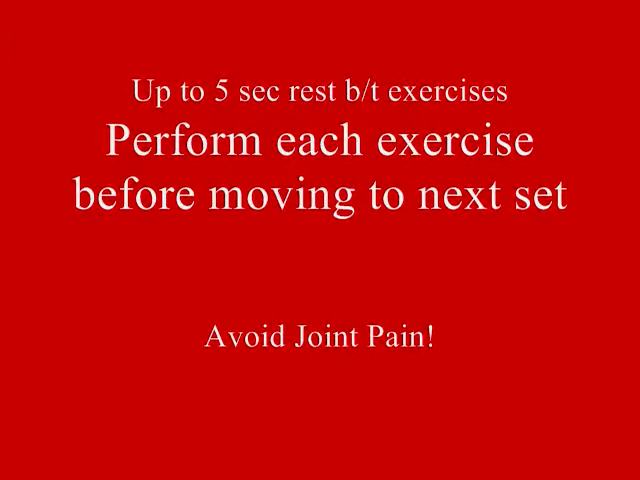 Up to 5 sec rest b/t exercises
Perform each exercise
before moving to next set
Avoid Joint Pain!